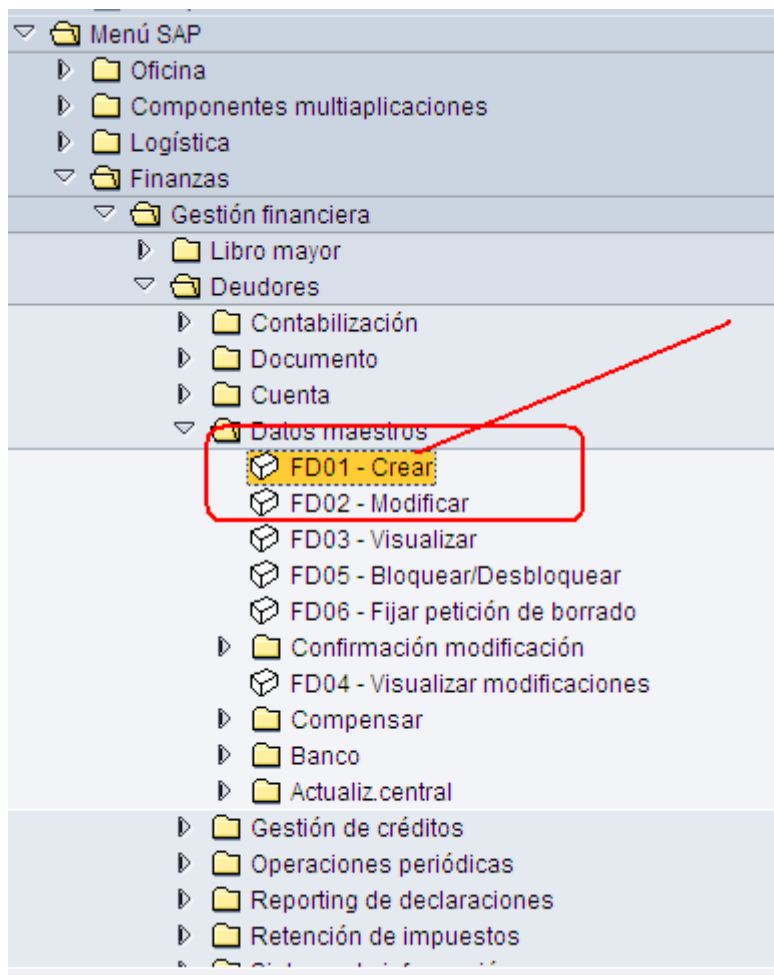 Menú SAP
Oficina
Componentes multiaplicaciones
Logística
Finanzas
Gestión financiera
Libro mayor
Deudores
Contabilización
Documento
Cuenta
Datos maestros
FD01 - Crear
FD02 - Modificar
FD03 - Visualizar
FD05 - Bloquear/Desbloquear
FD06 - Fijar petición de borrado
Confirmación modificación
FD04 - Visualizar modificaciones
Compensar
Banco
Actualiz.central
Gestión de créditos
Operaciones periódicas
Reporting de declaraciones
Retención de impuestos